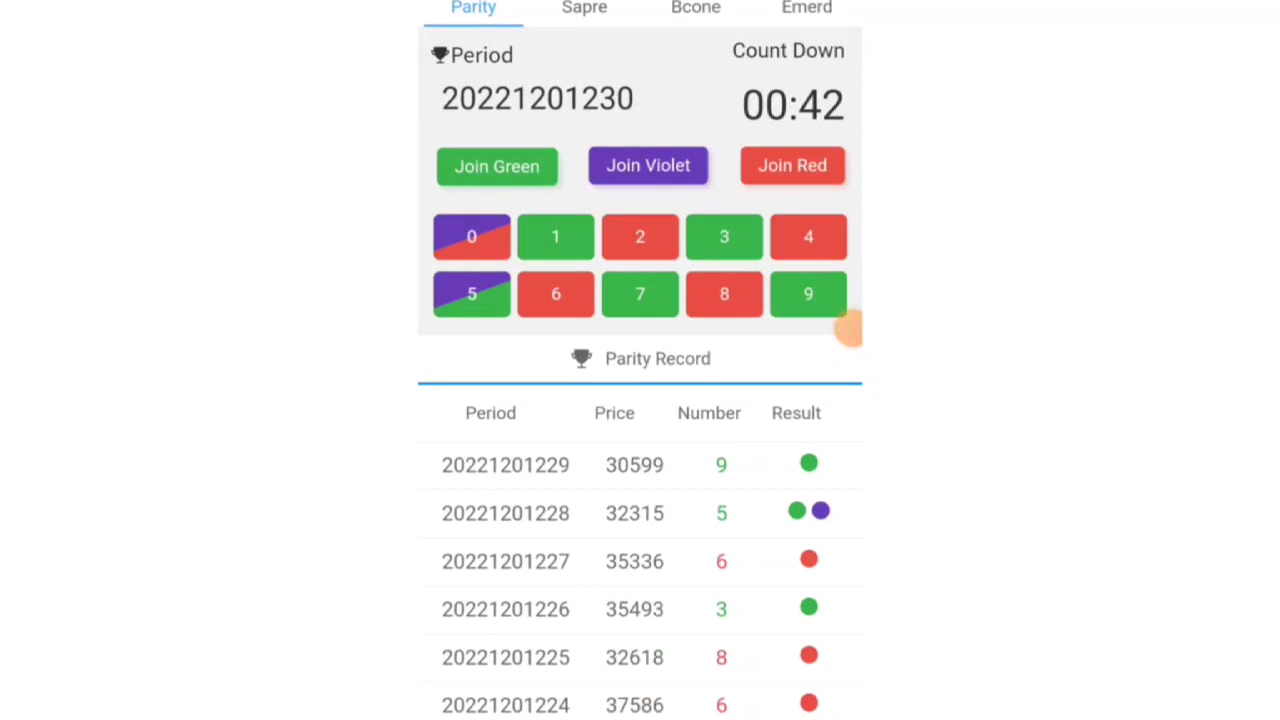 Parity Sapre Bcone Emerd
Period Count Down
20221201230 00:42
Join Green Join Violet Join Red
0 1 2 3 4
5 6 7 8 9
Parity Record
Period Price Number Result
20221201229 30599 9
20221201228 32315 5
20221201227 35336 6
20221201226 35493 3
20221201225 32618 8
20221201224 37586 6